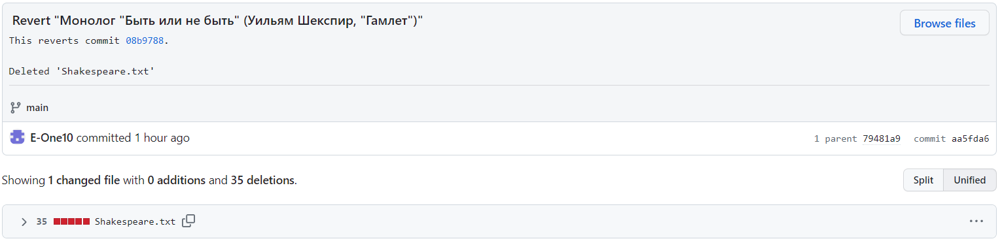 Revert "Монолог "Быть или не быть" (Уильям Шекспир, "Гамлет")"
Browse files
This reverts commit 08b9788.
Deleted 'Shakespeare.txt'
main
E-One10 committed 1 hour ago
1 parent 79481a9 commit aa5fda6
Showing 1 changed file with 0 additions and 35 deletions.
Split Unified
35 Shakespeare.txt